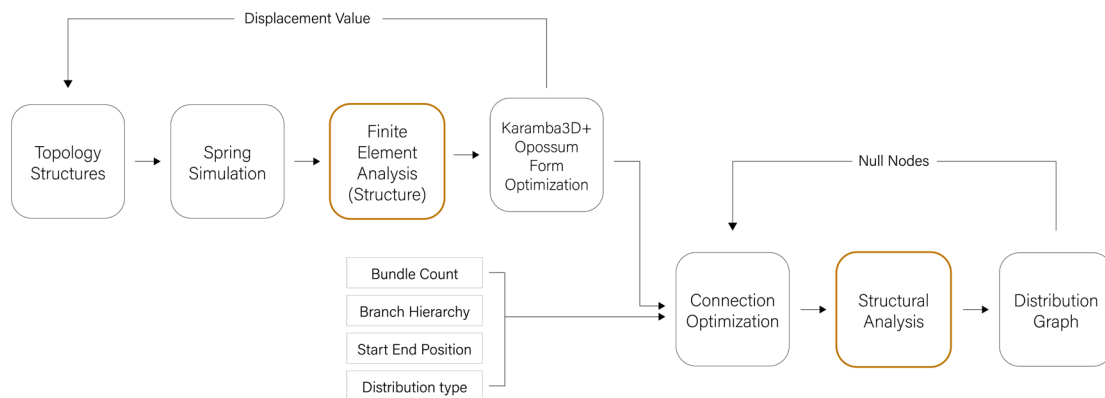 Displacement Value
Topology
Structures
Spring
Simulation
Finite
Element
Analysis
(Structure)
Karamba3D+
Opossum
Form
Optimization
Null Nodes
Bundle Count
Branch Hierarchy
Start End Position
Distribution type
Connection
Optimization
Structural
Analysis
Distribution
Graph